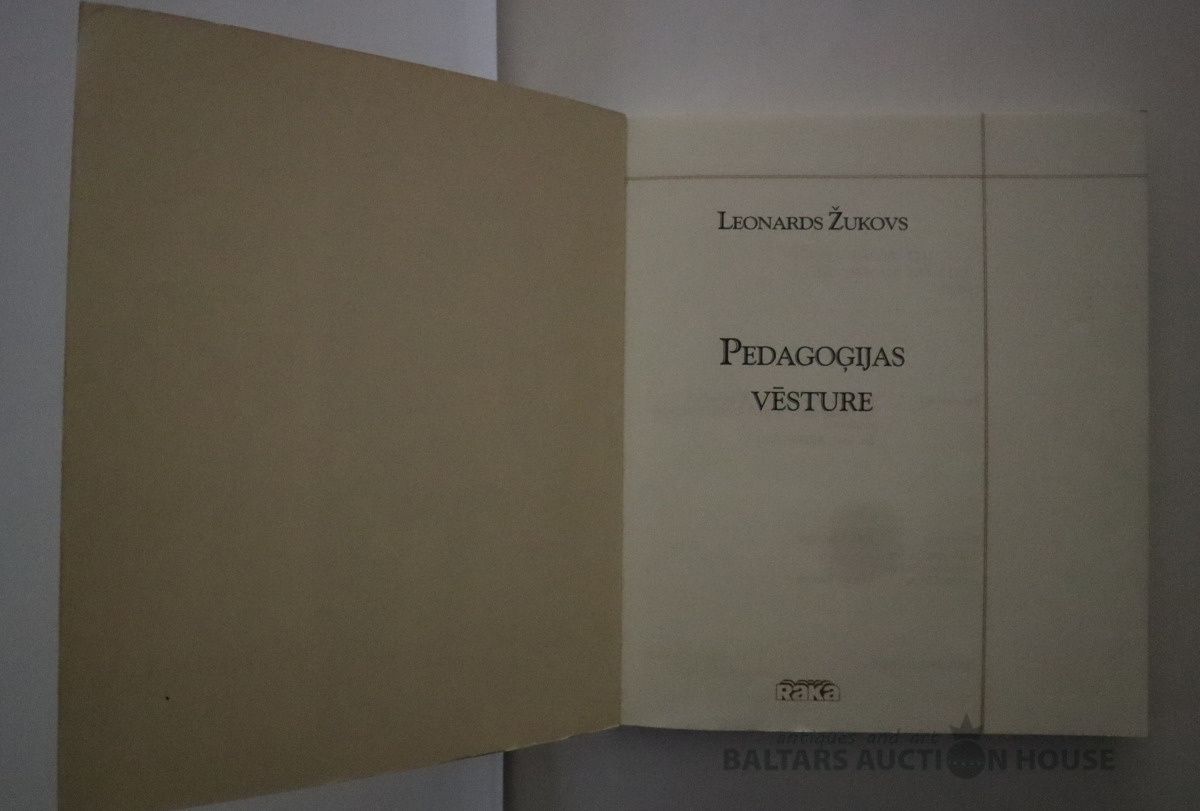 Leonards Žukovs
Pedagoģijas
vēsture
RaKa
antiques and art
BALTARS AUCTION HOUSE